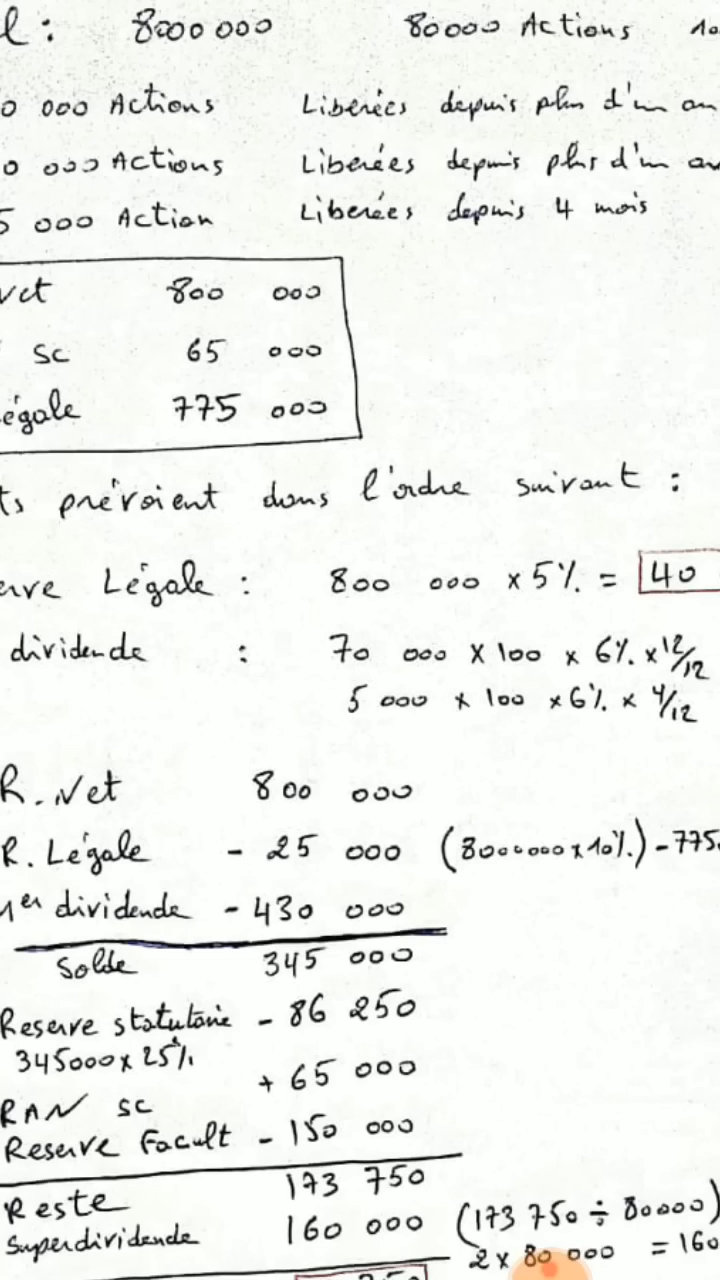 l : 8000 000 80000 Actions 10
0 000 Actions Liberées depuis plus d'un an
0 000 Actions Liberées depuis plus d'un an
5 000 Action Liberées depuis 4 mois
Net 800 000
SC 65 000
égale 775 000
ts prévoient dans l'ordre suivant :
erve Légale : 800 000 x 5% = 40
dividende : 70 000 x 100 x 6% x 12/12
5 000 x 100 x 6% x 4/12
R. Net 800 000
R. Légale - 25 000 (8000000 x 10%) - 775
1er dividende - 430 000
Solde 345 000
Reserve statutaire - 86 250
345000 x 25%
+ 65 000
RAN SC
Reserve Facult - 150 000
Reste 173 750
Superdividende 160 000 (173 750 ÷ 80000)
2 x 80 000 = 160